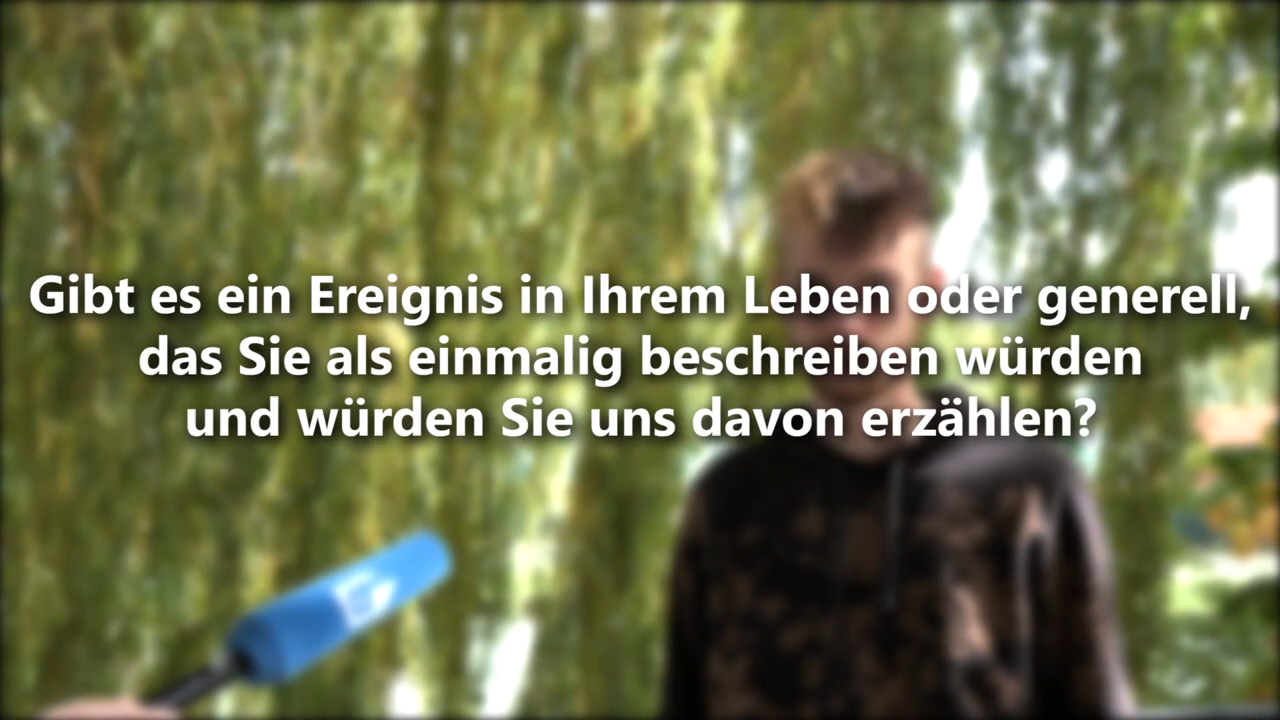 Gibt es ein Ereignis in Ihrem Leben oder generell,
das Sie als einmalig beschreiben würden
und würden Sie uns davon erzählen?